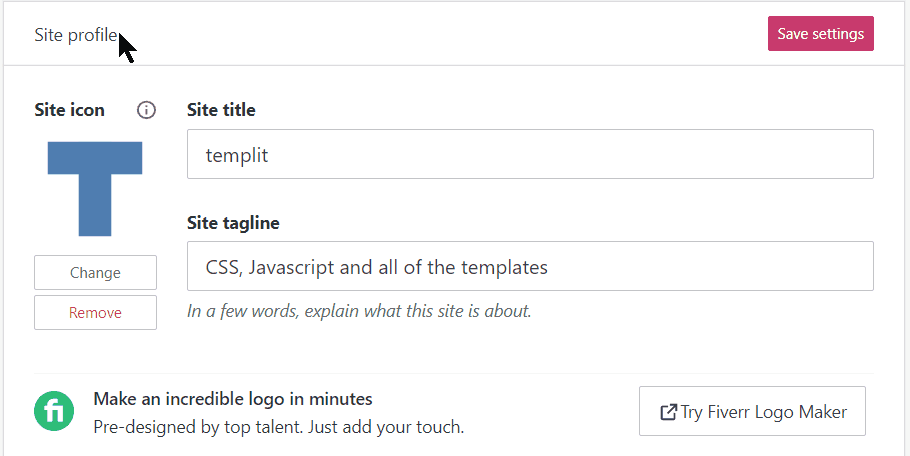 Site profile
Save settings
Site icon
Site title
templit
Site tagline
Change
CSS, Javascript and all of the templates
Remove
In a few words, explain what this site is about.
fi
Make an incredible logo in minutes
Pre-designed by top talent. Just add your touch.
Try Fiverr Logo Maker